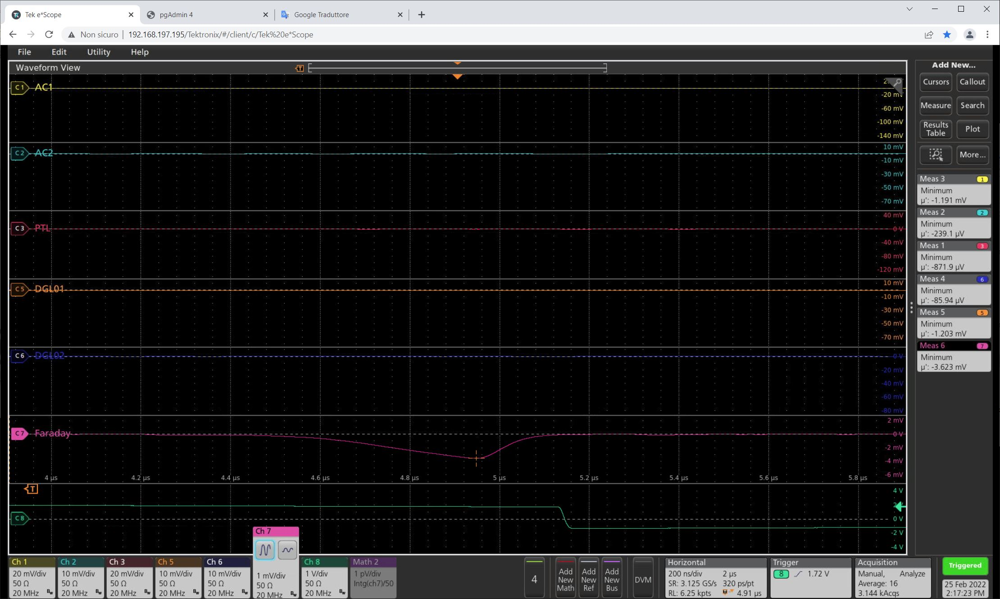 Tek e*Scope
pgAdmin 4
Google Traduttore
Non sicuro
192.168.197.195/Tektronix/#/client/c/Tek%20e*Scope
File Edit Utility Help
Waveform View
T
C 1 AC1
-20 mV
-60 mV
-100 mV
-140 mV
C 2 AC2
10 mV
-10 mV
-30 mV
-50 mV
-70 mV
C 3 PTL
40 mV
0 V
-40 mV
-80 mV
-120 mV
C 5 DGL01
10 mV
-10 mV
-30 mV
-50 mV
-70 mV
C 6 DGL02
0 V
-20 mV
-40 mV
-60 mV
-80 mV
C 7 Faraday
2 mV
0 V
-2 mV
-4 mV
-6 mV
4 µs 4.2 µs 4.4 µs 4.6 µs 4.8 µs 5 µs 5.2 µs 5.4 µs 5.6 µs 5.8 µs
T
C 8
4 V
0 V
-2 V
-4 V
Add New...
Cursors Callout
Measure Search
Results Table Plot
More...
Meas 3 1
Minimum
µ': -1.191 mV
Meas 2 2
Minimum
µ': -239.1 µV
Meas 1 3
Minimum
µ': -871.9 µV
Meas 4 6
Minimum
µ': -85.94 µV
Meas 5 5
Minimum
µ': -1.203 mV
Meas 6 7
Minimum
µ': -3.623 mV
Ch 1
20 mV/div
50 Ω
20 MHz Bw
Ch 2
10 mV/div
50 Ω
20 MHz Bw
Ch 3
20 mV/div
50 Ω
20 MHz Bw
Ch 5
10 mV/div
50 Ω
20 MHz Bw
Ch 6
10 mV/div
50 Ω
20 MHz Bw
Ch 7
1 mV/div
50 Ω
20 MHz Bw
Ch 8
1 V/div
50 Ω
20 MHz Bw
Math 2
1 pV/div
Intg(ch7)/50
4
Add New Math
Add New Ref
Add New Bus
DVM
Horizontal
200 ns/div 2 µs
SR: 3.125 GS/s 320 ps/pt
RL: 6.25 kpts 4.91 µs
Trigger
8 1.72 V
Acquisition
Manual, Analyze
Average: 16
3.144 kAcqs
Triggered
25 Feb 2022
2:17:23 PM